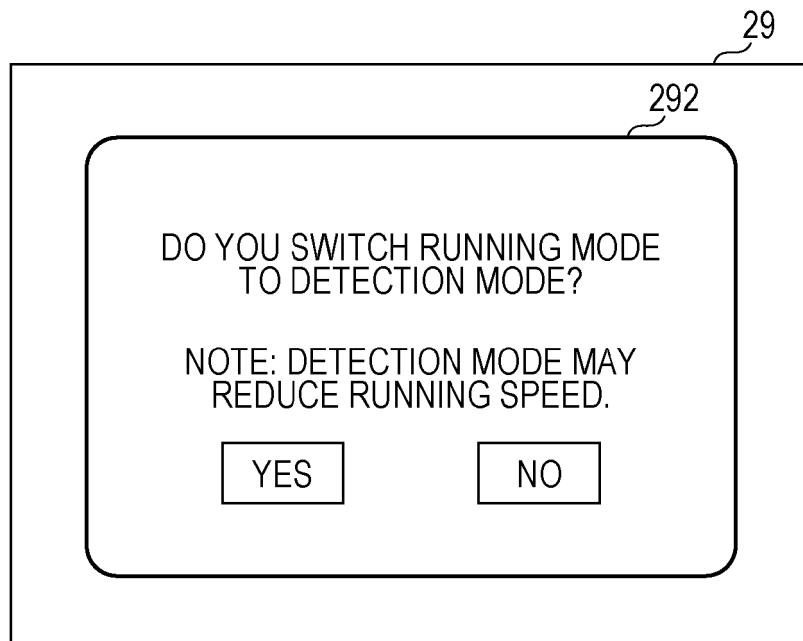 29
292
DO YOU SWITCH RUNNING MODE
TO DETECTION MODE?
NOTE: DETECTION MODE MAY
REDUCE RUNNING SPEED.
YES
NO